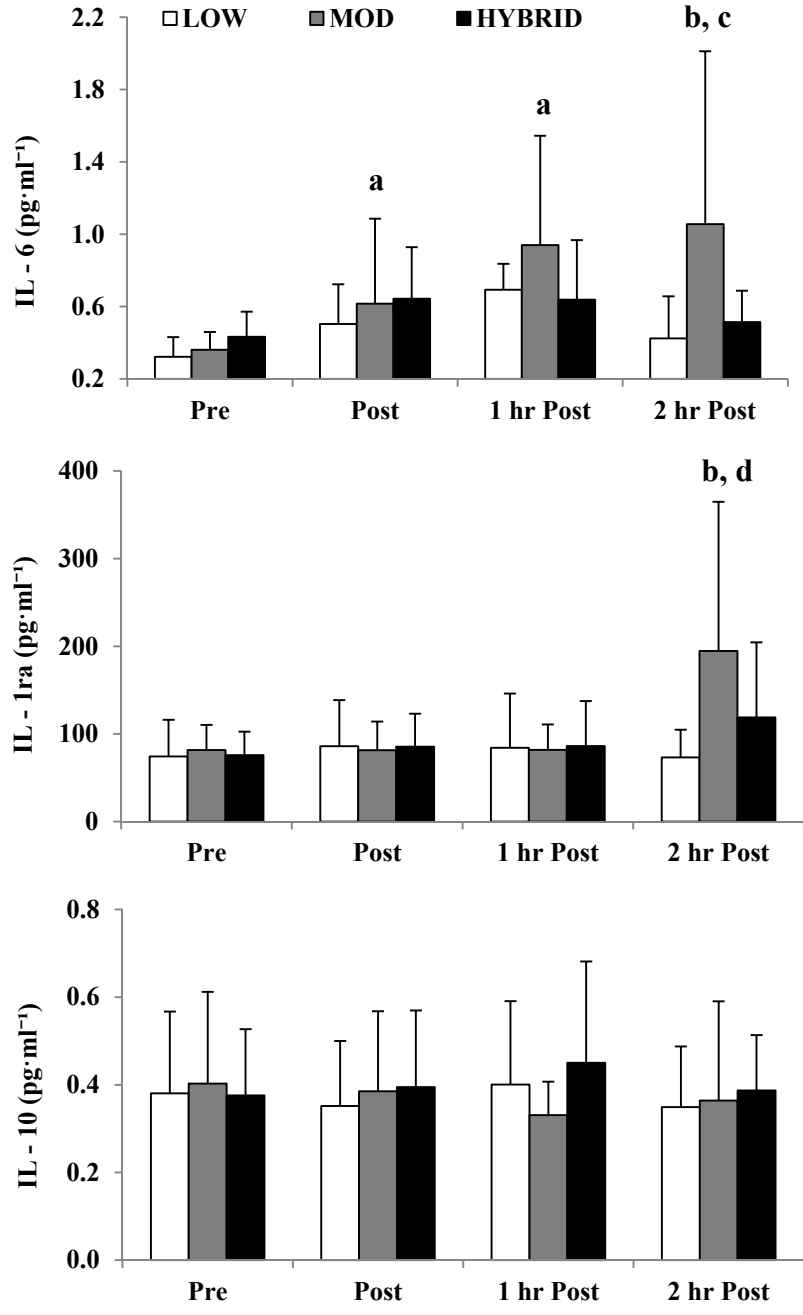 2.2 LOW MOD HYBRID b, c
1.8
1.4 a
a
1.0
0.6
0.2
IL - 6 (pg·ml⁻¹)
Pre Post 1 hr Post 2 hr Post
400 b, d
300
200
100
0
IL - 1ra (pg·ml⁻¹)
Pre Post 1 hr Post 2 hr Post
0.8
0.6
0.4
0.2
0.0
IL - 10 (pg·ml⁻¹)
Pre Post 1 hr Post 2 hr Post